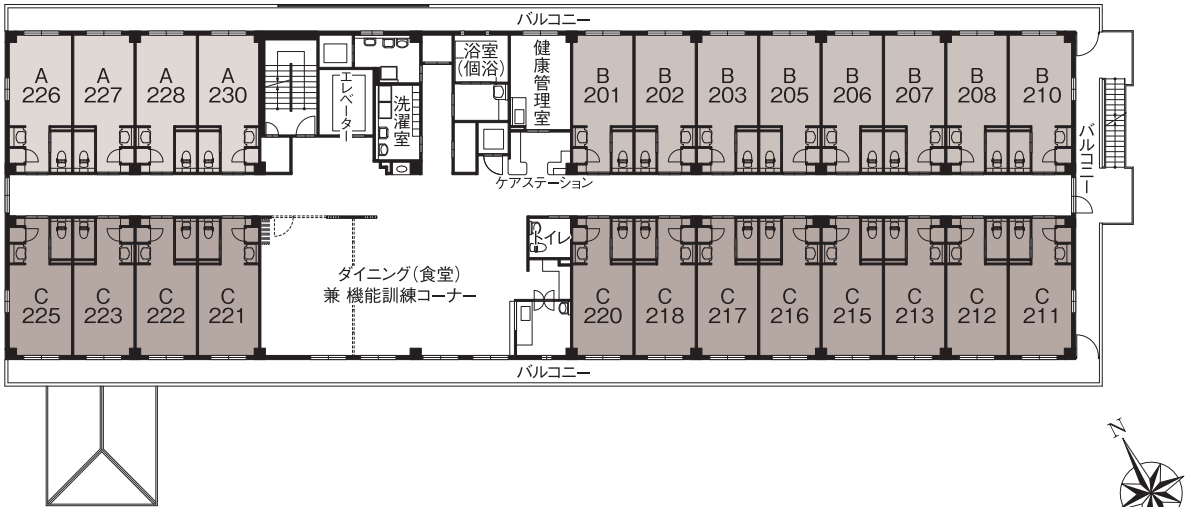 バルコニー
A
226
A
227
A
228
A
230
エレベーター
洗濯室
浴室
(個浴)
健康管理室
ケアステーション
B
201
B
202
B
203
B
205
B
206
B
207
B
208
B
210
バルコニー
C
225
C
223
C
222
C
221
ダイニング(食堂)
兼 機能訓練コーナー
トイレ
C
220
C
218
C
217
C
216
C
215
C
213
C
212
C
211
バルコニー
N